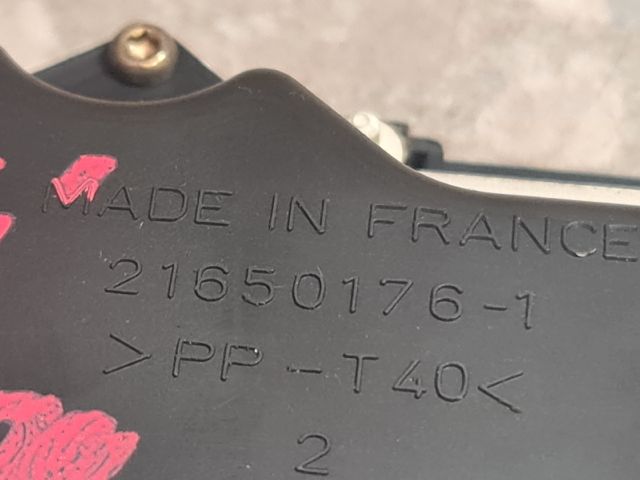 MADE IN FRANCE
21650176-1
>PP-T40<
2